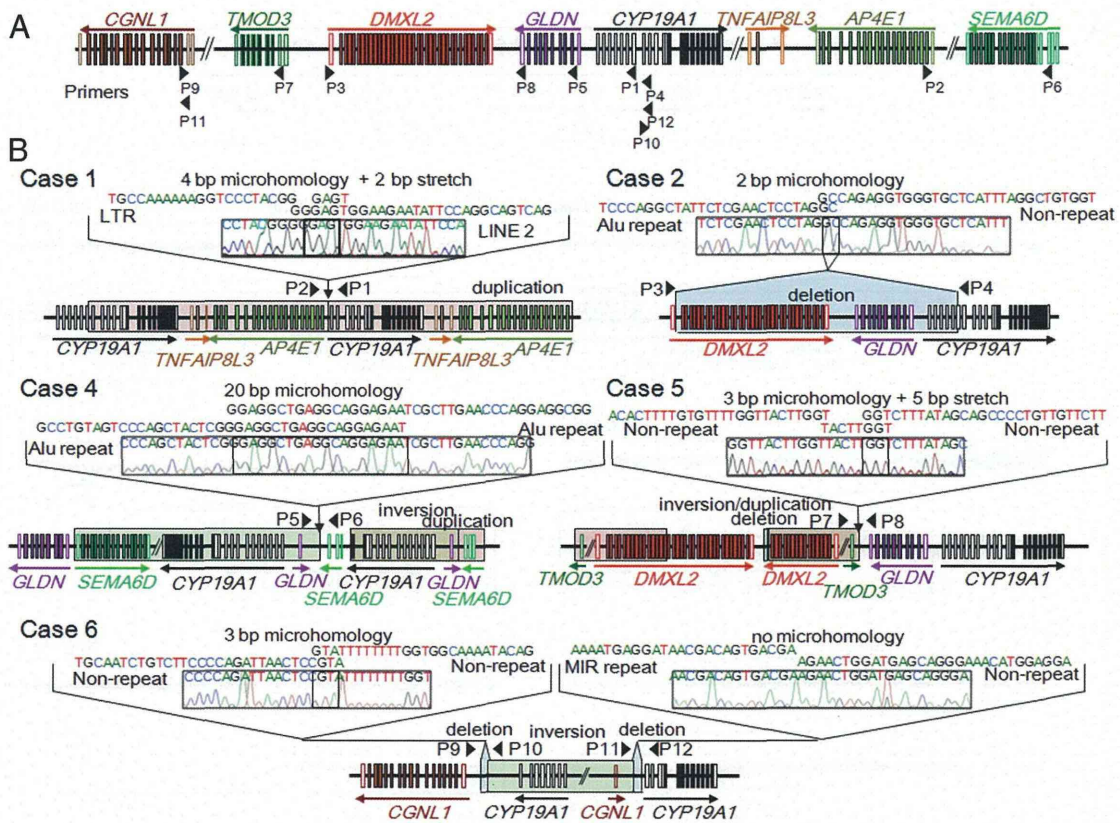 A
CGNL1 TMOD3 DMXL2 GLDN CYP19A1 TNFAIP8L3 AP4E1 SEMA6D
Primers P9 P7 P3 P8 P5 P1 P4 P2 P6
P11 P12
P10
B
Case 1
4 bp microhomology + 2 bp stretch
TGCCAAAAAAGGTCCCTACGG GAGT
GGGAGTGGAAGAATATTCCAGGCAGTCAG
LTR
CCTACGGGGGAGTGGAAGAATATTCCA
LINE 2
P2 P1
duplication
CYP19A1 TNFAIP8L3 AP4E1 CYP19A1 TNFAIP8L3 AP4E1
Case 2
2 bp microhomology
GCCAGAGGTGGGTGCTCATTTAGGCTGTGGT
TCCCAGGCTATTCTCGAACTCCTAGGC
Non-repeat
Alu repeat
TCTCGAACTCCTAGGCCAGAGGTGGGTGCTCATTT
P3 deletion P4
DMXL2 GLDN CYP19A1
Case 4
20 bp microhomology
GGAGGCTGAGGCAGGAGAATCGCTTGAACCCAGGAGGCGG
GCCTGTAGTCCCAGCTACTCGGGAGGCTGAGGCAGGAGAAT
Alu repeat
Alu repeat
CCCAGCTACTCGGGAGGCTGAGGCAGGAGAATCGCTTGAACCCAGG
P5 P6 inversion
duplication
GLDN SEMA6D CYP19A1 GLDN SEMA6D CYP19A1 GLDN SEMA6D
Case 5
3 bp microhomology + 5 bp stretch
ACACTTTTGTGTTTTGGTTACTTGGT GGTCTTTATAGCAGCCCCTGTTGTTCTT
TACTTGGT
Non-repeat
Non-repeat
GGTTACTTGGTTACTTGGTCTTTATAGC
inversion/duplication
deletion P7 P8
TMOD3 DMXL2 DMXL2 TMOD3 GLDN CYP19A1
Case 6
3 bp microhomology
GTATTTTTTTTGGTGGCAAAATACAG
TGCAATCTGTCTTCCCCAGATTAACTCCGTA
Non-repeat
Non-repeat
CCCCAGATTAACTCCGTATTTTTTTTGGT
no microhomology
AAAATGAGGATAACGACAGTGACGA
AGAACTGGATGAGCAGGGAAACATGGAGGA
MIR repeat
Non-repeat
AACGACAGTGACGAAGAACTGGATGAGCAGGGA
deletion inversion deletion
P9 P10 P11 P12
CGNL1 CYP19A1 CGNL1 CYP19A1